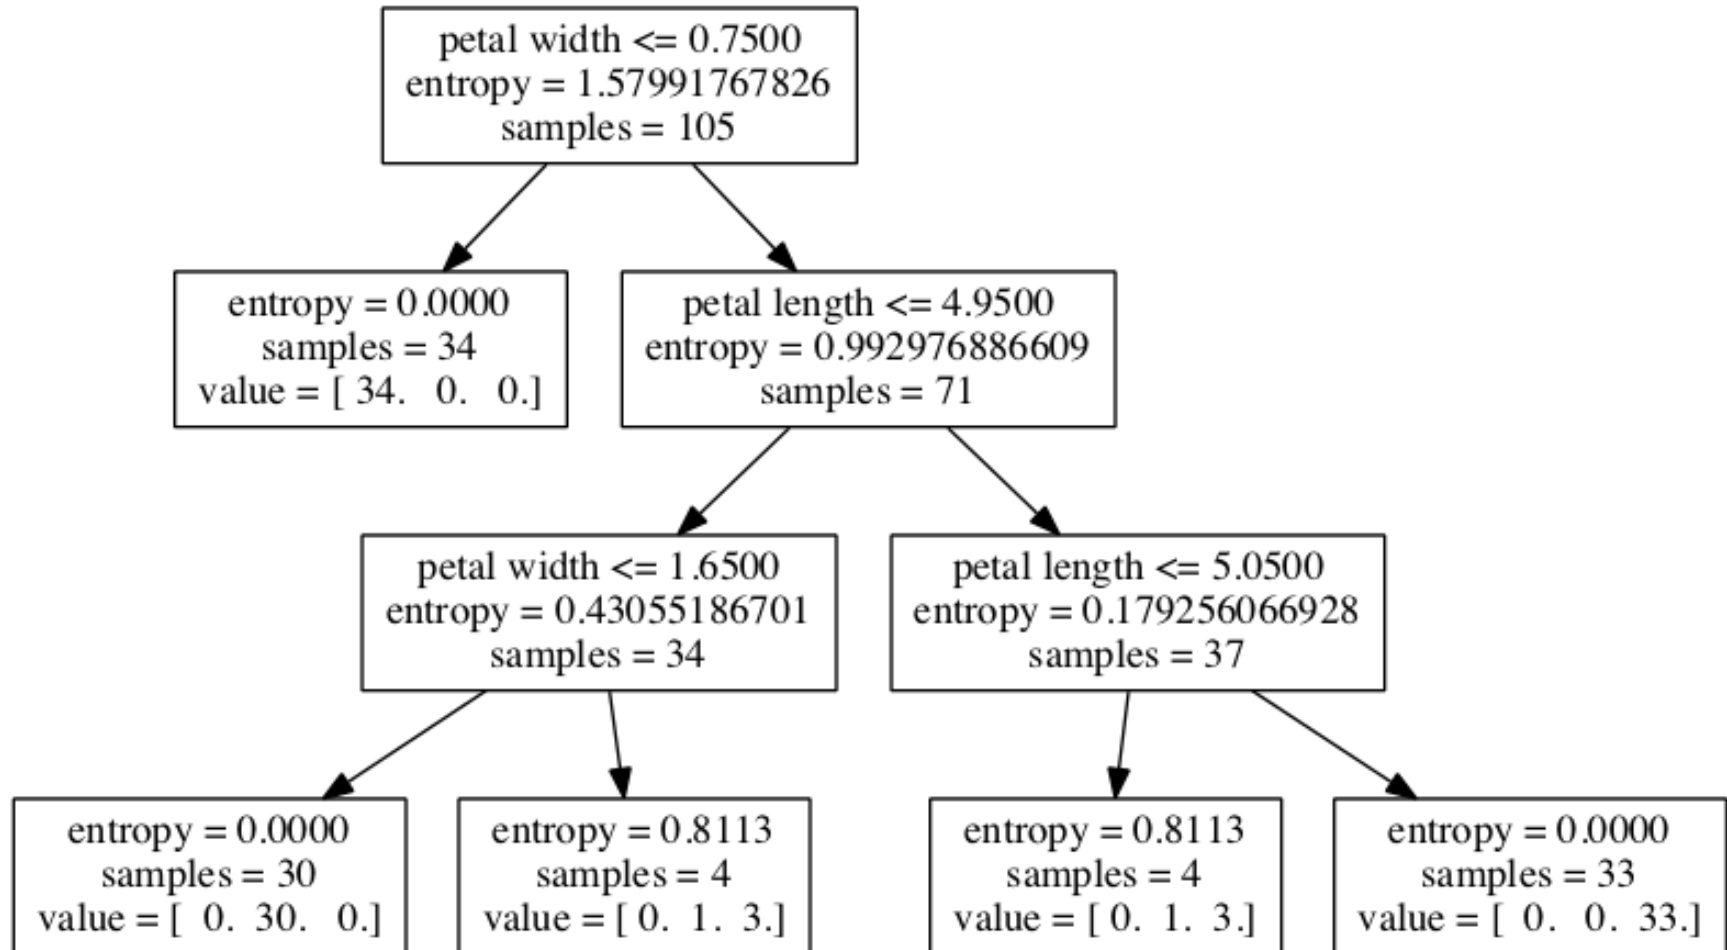 petal width <= 0.7500
entropy = 1.57991767826
samples = 105
entropy = 0.0000
samples = 34
value = [ 34.   0.   0.]
petal length <= 4.9500
entropy = 0.992976886609
samples = 71
petal width <= 1.6500
entropy = 0.43055186701
samples = 34
petal length <= 5.0500
entropy = 0.179256066928
samples = 37
entropy = 0.0000
samples = 30
value = [  0.  30.   0.]
entropy = 0.8113
samples = 4
value = [ 0.  1.  3.]
entropy = 0.8113
samples = 4
value = [ 0.  1.  3.]
entropy = 0.0000
samples = 33
value = [  0.   0.  33.]